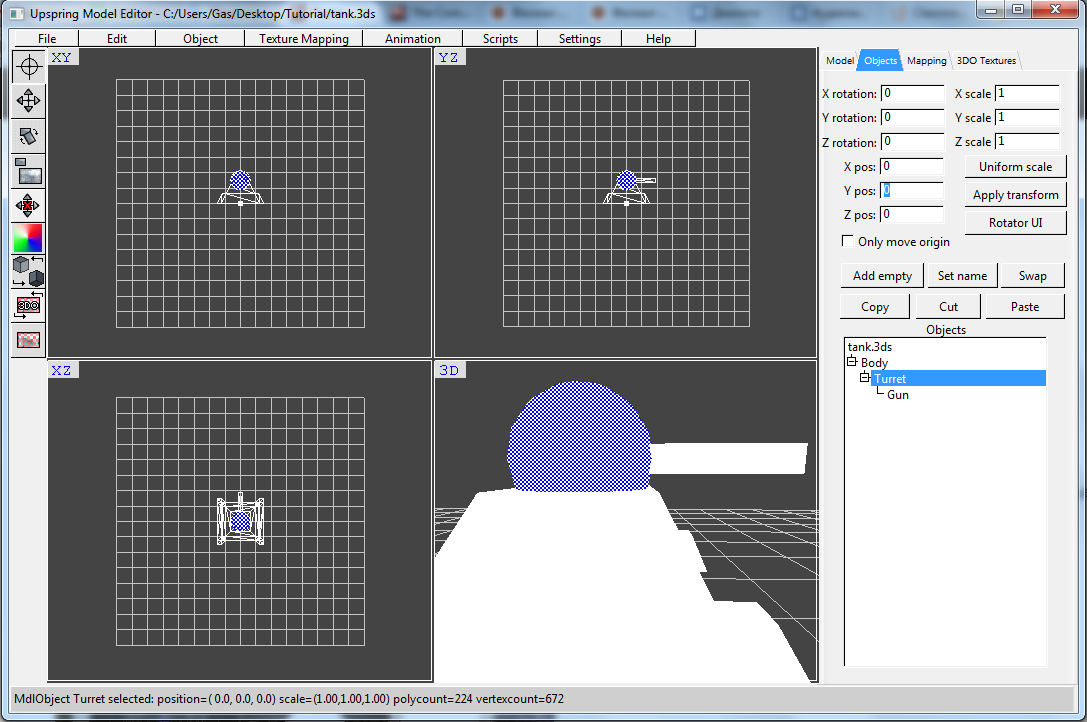 Upspring Model Editor - C:/Users/Gas/Desktop/Tutorial/tank.3ds
File Edit Object Texture Mapping Animation Scripts Settings Help
XY YZ
Model Objects Mapping 3DO Textures
X rotation: 0 X scale 1
Y rotation: 0 Y scale 1
Z rotation: 0 Z scale 1
X pos: 0 Uniform scale
Y pos: 0 Apply transform
Z pos: 0 Rotator UI
Only move origin
Add empty Set name Swap
Copy Cut Paste
Objects
3DO
tank.3ds
Body
XZ 3D
Turret
Gun
MdlObject Turret selected: position=( 0.0, 0.0, 0.0) scale=(1.00,1.00,1.00) polycount=224 vertexcount=672